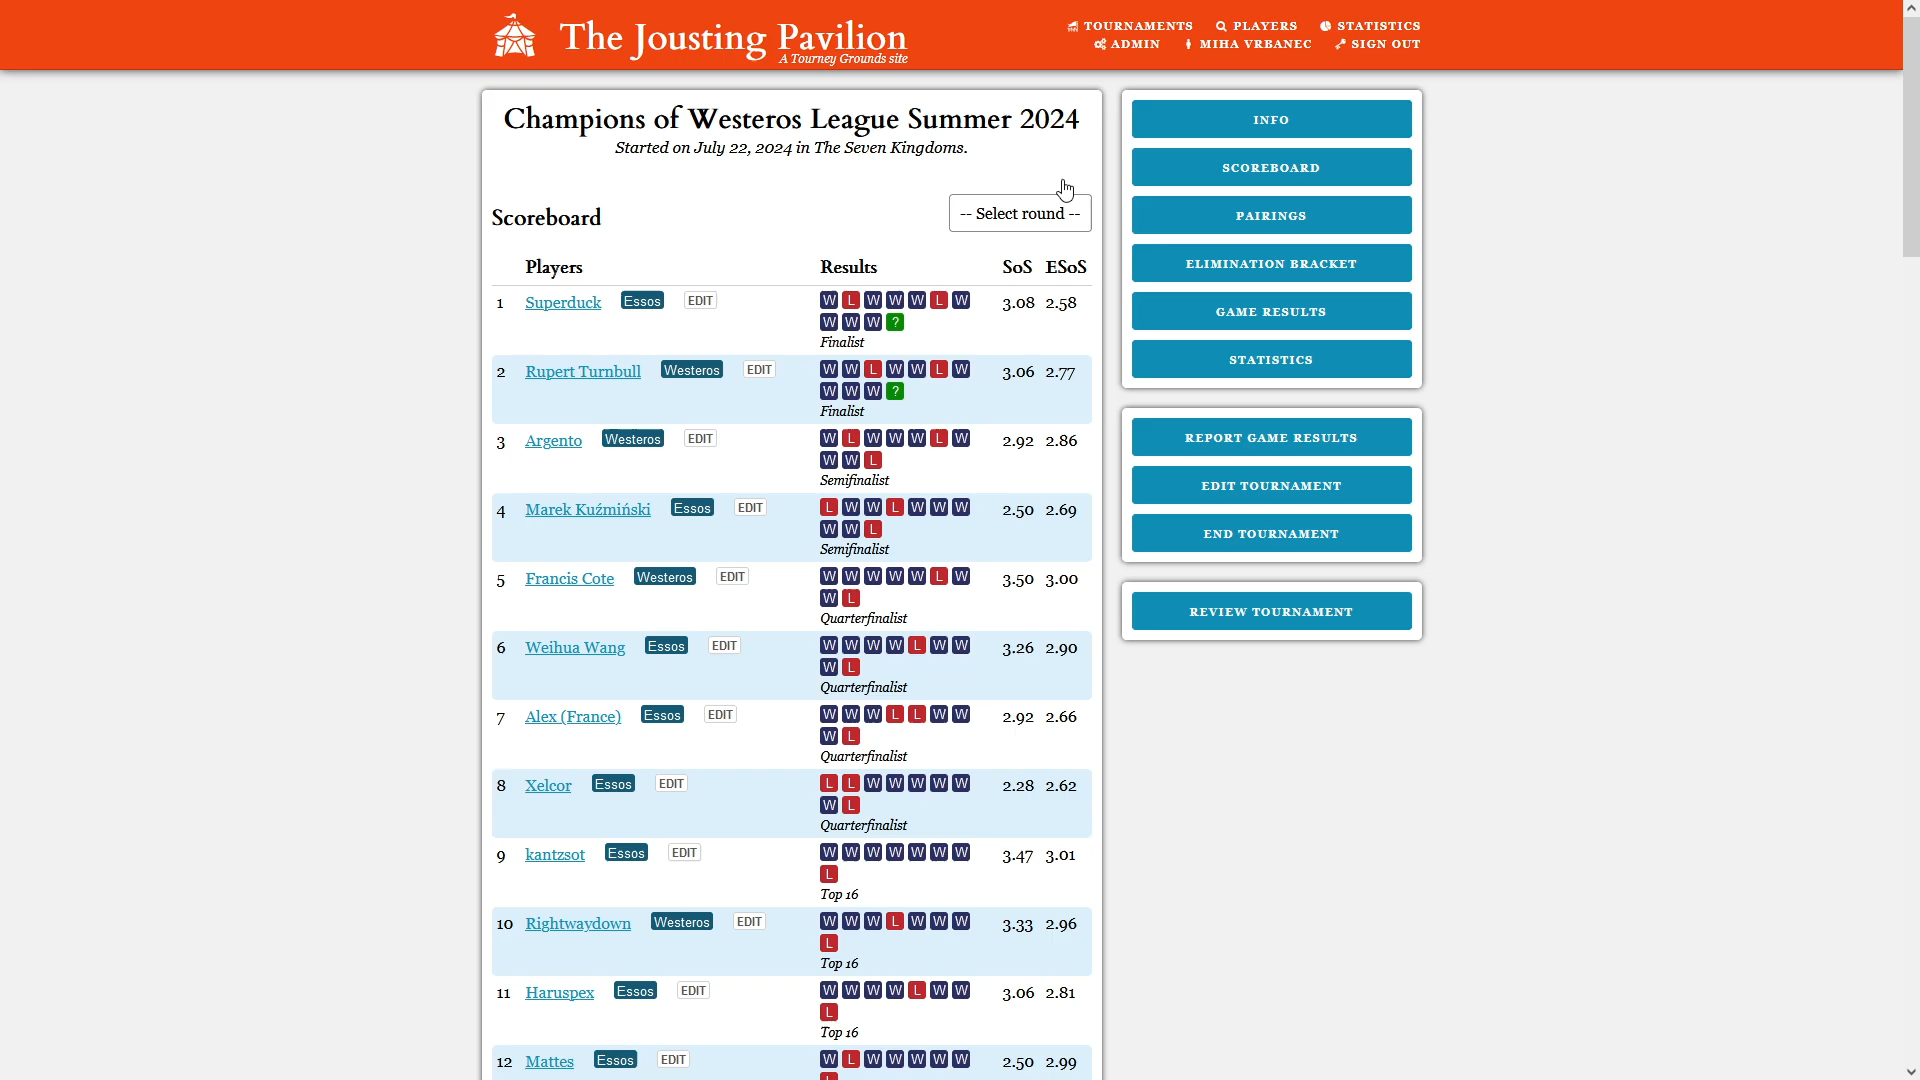 The Jousting Pavilion
A Tourney Grounds site
TOURNAMENTS PLAYERS STATISTICS
ADMIN MIHA VRBANEC SIGN OUT
Champions of Westeros League Summer 2024
Started on July 22, 2024 in The Seven Kingdoms.
Scoreboard
-- Select round --
Players Results SoS ESoS
1 Superduck Essos EDIT W L W W W L W 3.08 2.58
W W W ?
Finalist
2 Rupert Turnbull Westeros EDIT W W L W W L W 3.06 2.77
W W W ?
Finalist
3 Argento Westeros EDIT W L W W W L W 2.92 2.86
W W L
Semifinalist
4 Marek Kuźmiński Essos EDIT L W W L W W W 2.50 2.69
W W L
Semifinalist
5 Francis Cote Westeros EDIT W W W W W L W 3.50 3.00
W L
Quarterfinalist
6 Weihua Wang Essos EDIT W W W W L W W 3.26 2.90
W L
Quarterfinalist
7 Alex (France) Essos EDIT W W W L L W W 2.92 2.66
W L
Quarterfinalist
8 Xelcor Essos EDIT L L W W W W W 2.28 2.62
W L
Quarterfinalist
9 kantzsot Essos EDIT W W W W W W W 3.47 3.01
L
Top 16
10 Rightwaydown Westeros EDIT W W W L W W W 3.33 2.96
L
Top 16
11 Haruspex Essos EDIT W W W W L W W 3.06 2.81
L
Top 16
12 Mattes Essos EDIT W L W W W W W 2.50 2.99
L
INFO
SCOREBOARD
PAIRINGS
ELIMINATION BRACKET
GAME RESULTS
STATISTICS
REPORT GAME RESULTS
EDIT TOURNAMENT
END TOURNAMENT
REVIEW TOURNAMENT